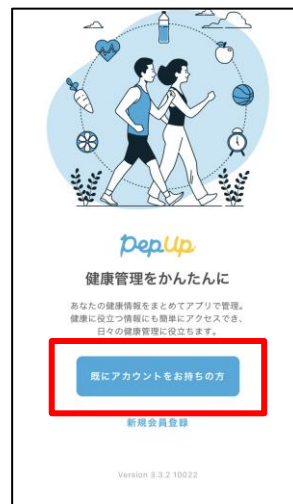 PepUp
健康管理をかんたんに
あなたの健康情報をまとめてアプリで管理。
健康に役立つ情報にも簡単にアクセスでき、
日々の健康管理に役立ちます。
既にアカウントをお持ちの方
新規会員登録
Version 3.3.2 10022